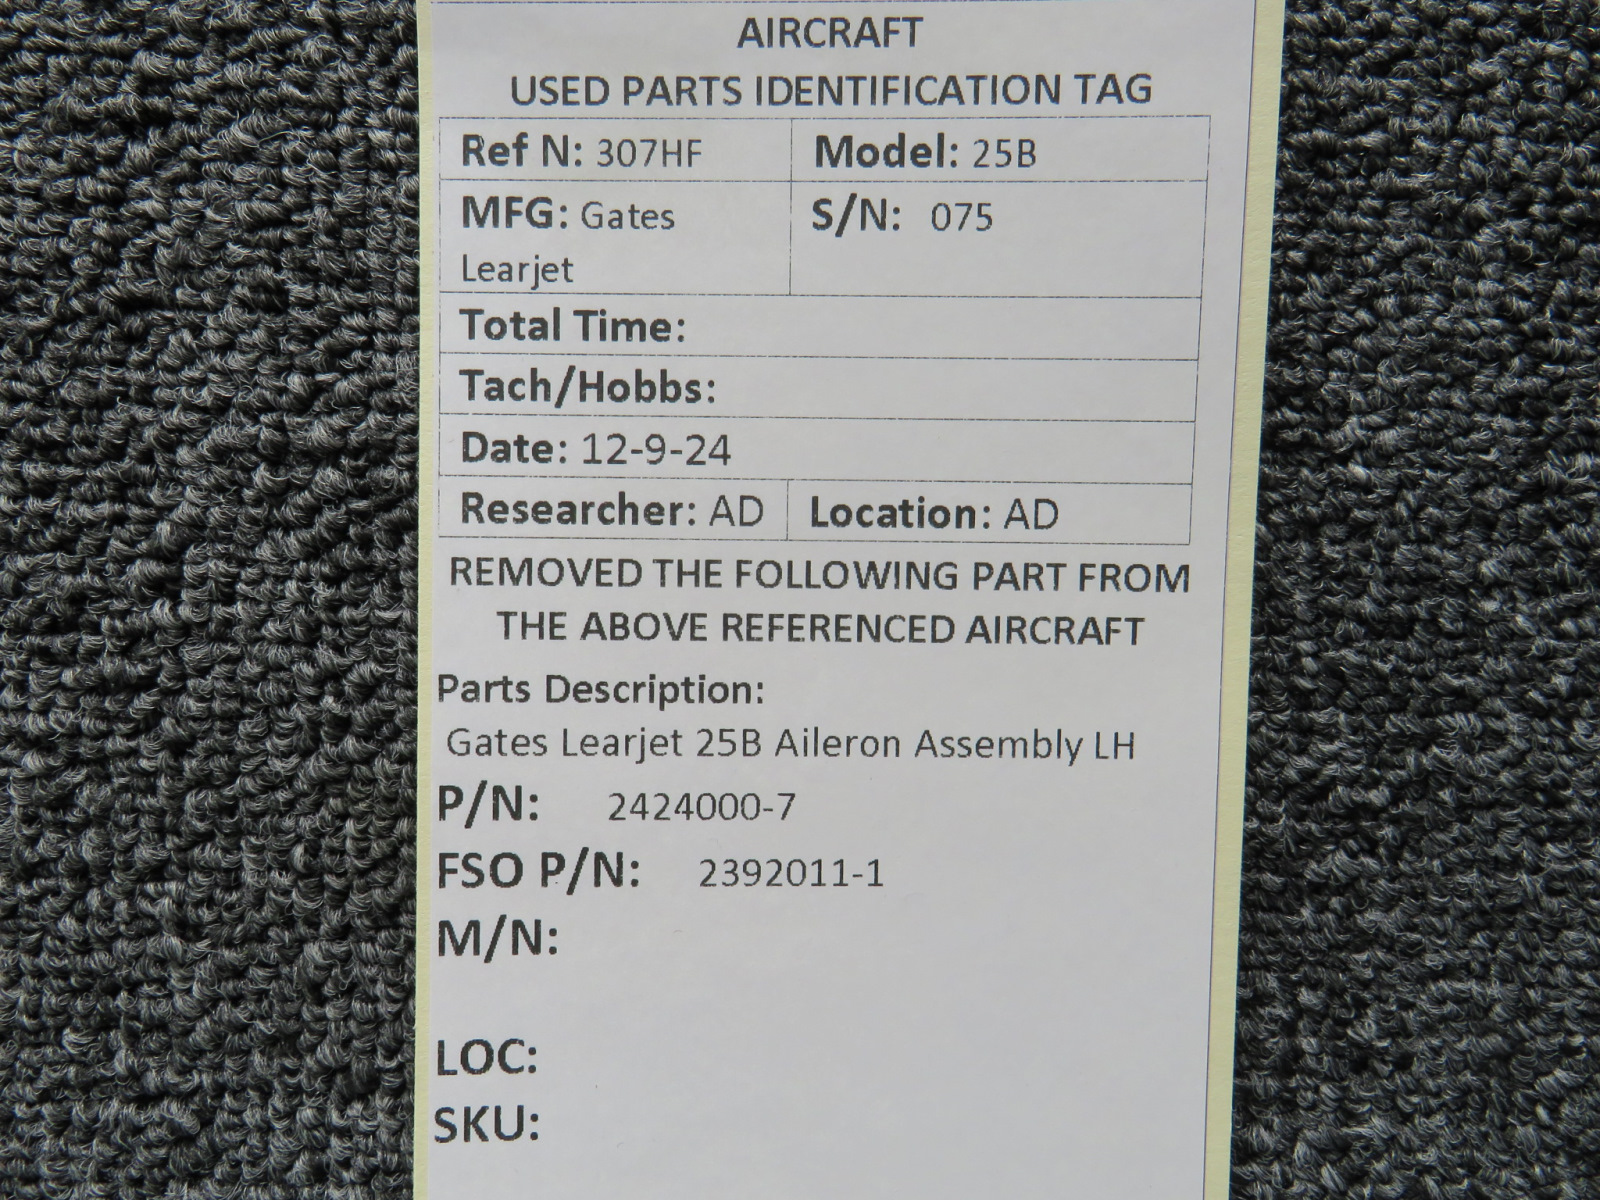 AIRCRAFT
USED PARTS IDENTIFICATION TAG
Ref N: 307HF Model: 25B
MFG: Gates S/N: 075
Learjet
Total Time:
Tach/Hobbs:
Date: 12-9-24
Researcher: AD Location: AD
REMOVED THE FOLLOWING PART FROM
THE ABOVE REFERENCED AIRCRAFT
Parts Description:
Gates Learjet 25B Aileron Assembly LH
P/N: 2424000-7
FSO P/N: 2392011-1
M/N:
LOC:
SKU: